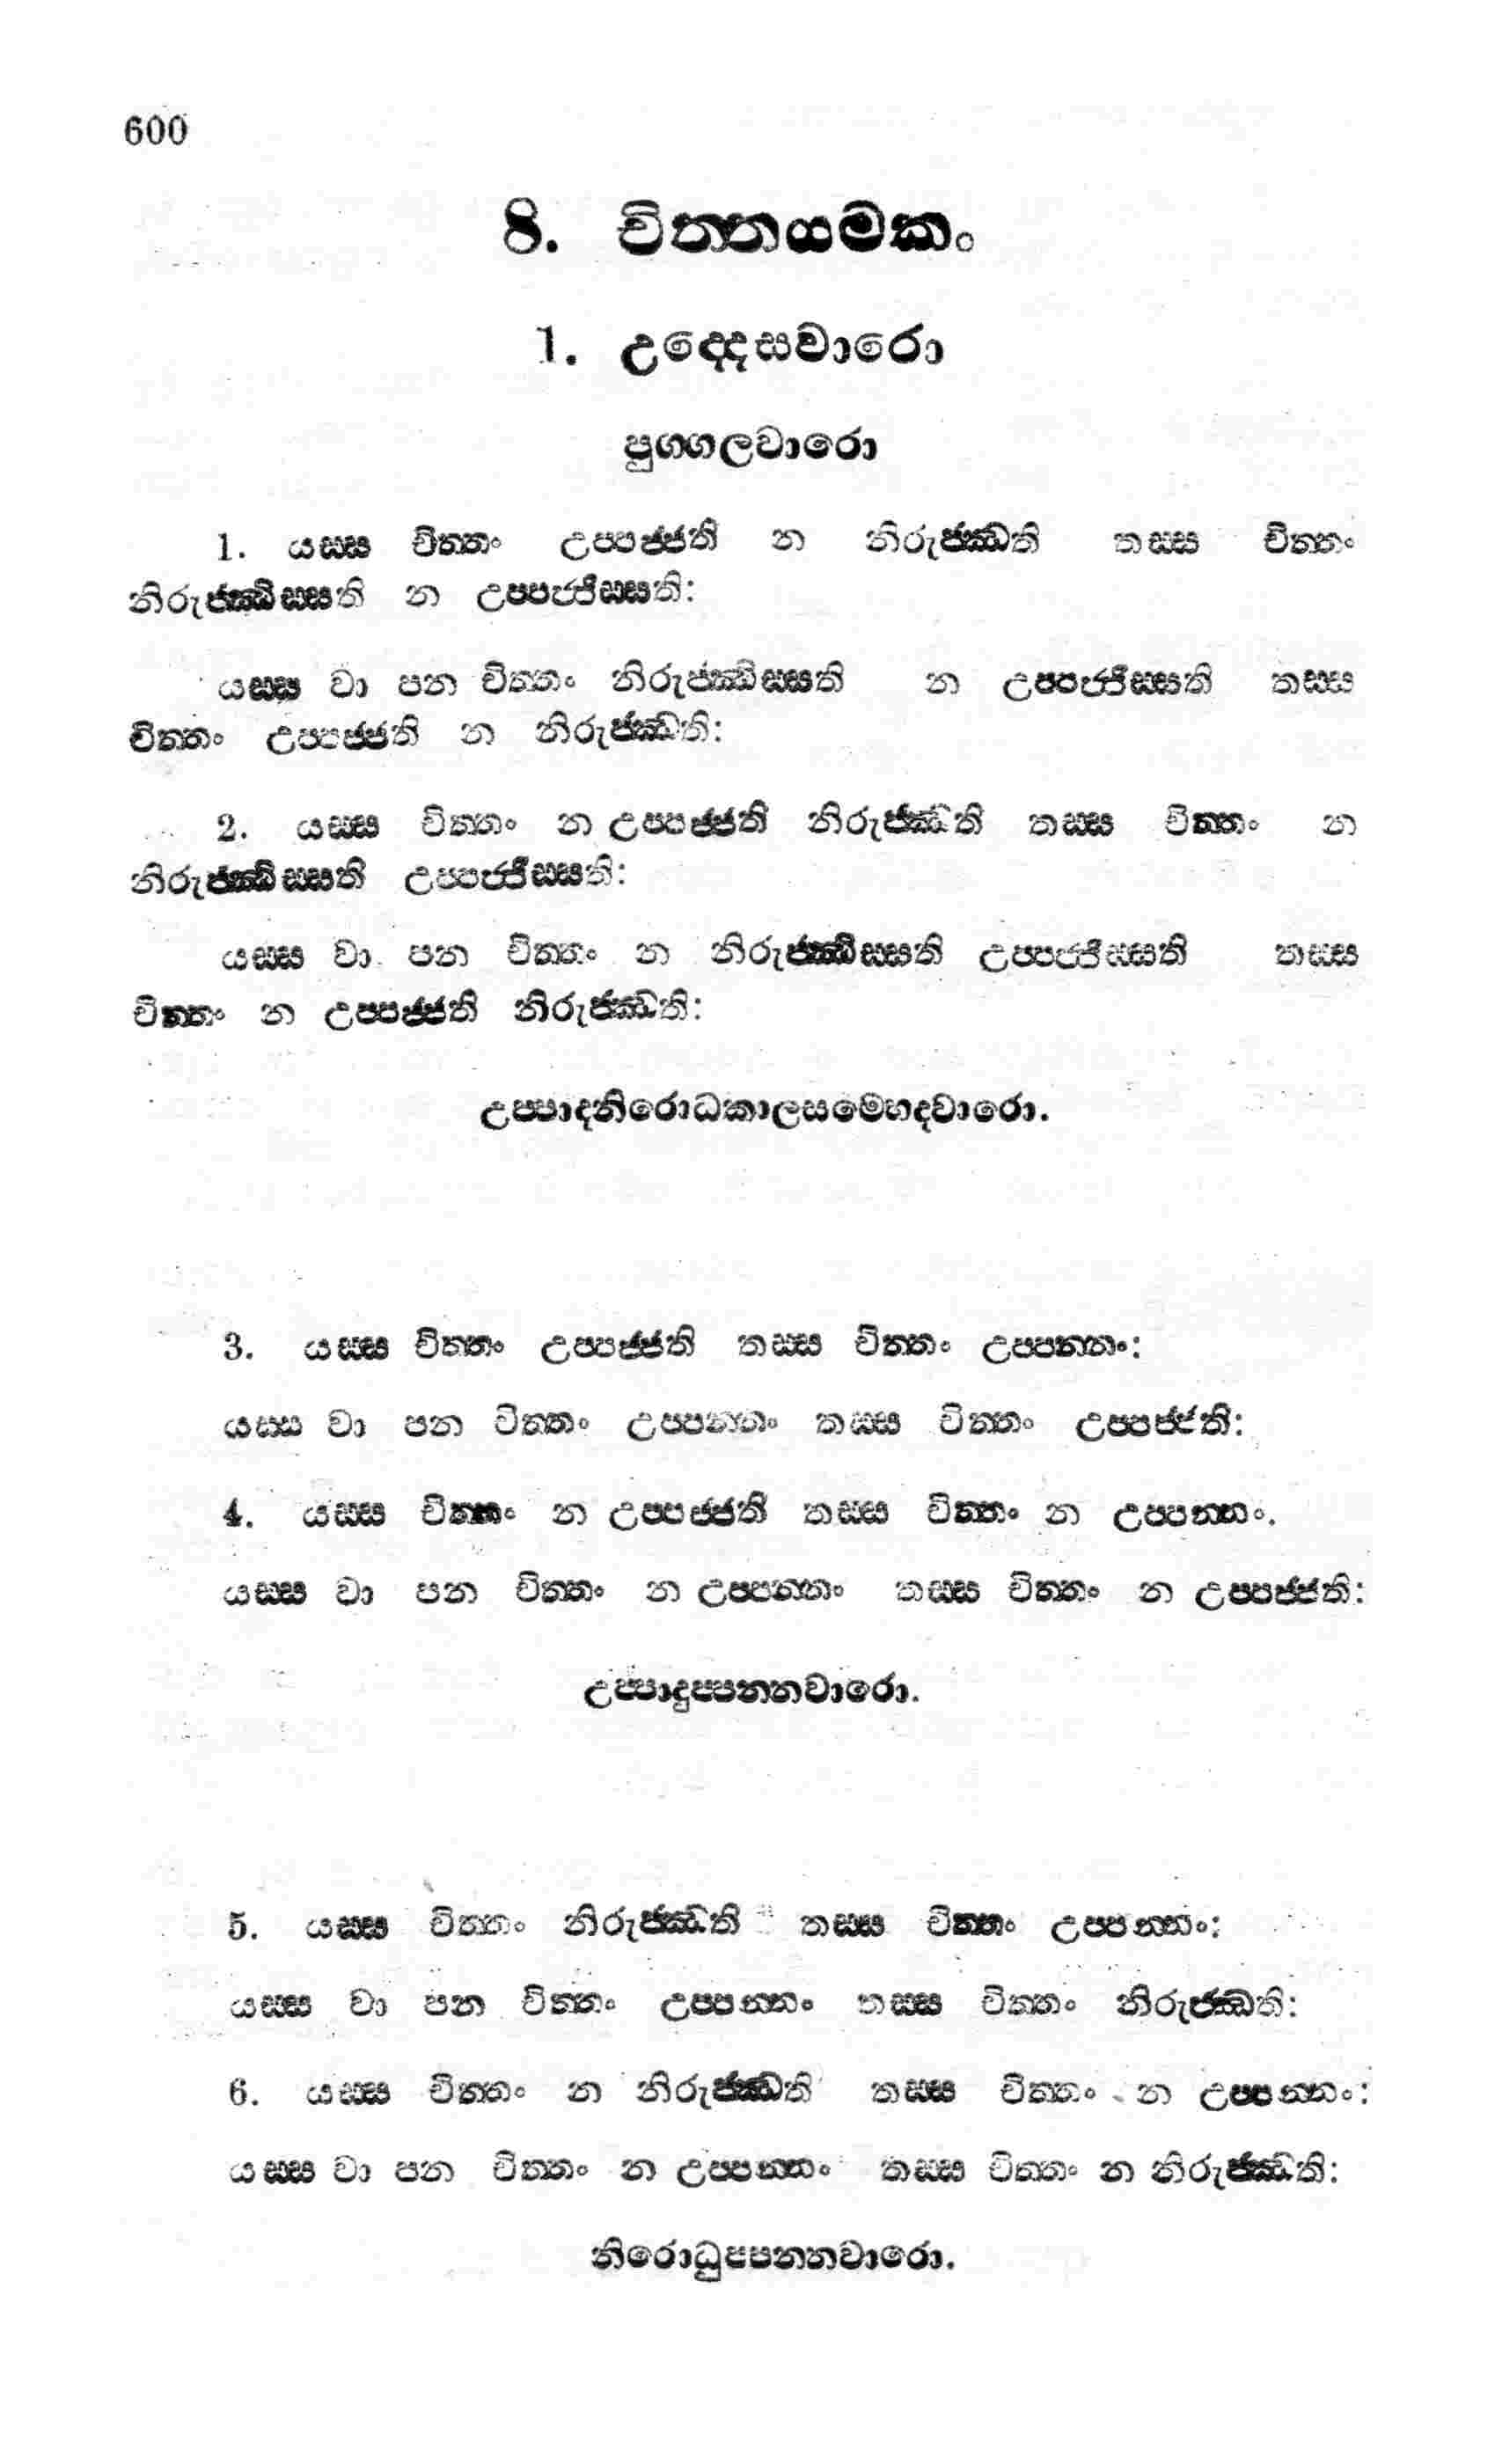 600
8. චිත්තයමකං
1. උද්දෙසවාරො
පුග්ගලවාරො
1. යස්ස චිත්තං උප්පජ්ජති න නිරුජ්ඣති තස්ස චිත්තං
නිරුජ්ඣිස්සති න උප්පජ්ජිස්සති:
යස්ස වා පන චිත්තං නිරුජ්ඣිස්සති න උප්පජ්ජිස්සති තස්ස
චිත්තං උප්පජ්ජති න නිරුජ්ඣති:
2. යස්ස චිත්තං න උප්පජ්ජති නිරුජ්ඣති තස්ස චිත්තං න
නිරුජ්ඣිස්සති උප්පජ්ජිස්සති:
යස්ස වා පන චිත්තං න නිරුජ්ඣිස්සති උප්පජ්ජිස්සති තස්ස
චිත්තං න උප්පජ්ජති නිරුජ්ඣති:
උප්පාදනිරොධකාලසම්භෙදවාරො.
3. යස්ස චිත්තං උප්පජ්ජති තස්ස චිත්තං උප්පන්නං:
යස්ස වා පන චිත්තං උප්පන්නං තස්ස චිත්තං උප්පජ්ජති:
4. යස්ස චිත්තං න උප්පජ්ජති තස්ස චිත්තං න උප්පන්නං.
යස්ස වා පන චිත්තං න උප්පන්නං තස්ස චිත්තං න උප්පජ්ජති:
උප්පාදුප්පන්නවාරො.
5. යස්ස චිත්තං නිරුජ්ඣති තස්ස චිත්තං උප්පන්නං:
යස්ස වා පන චිත්තං උප්පන්නං තස්ස චිත්තං නිරුජ්ඣති:
6. යස්ස චිත්තං න නිරුජ්ඣති තස්ස චිත්තං න උප්පන්නං:
යස්ස වා පන චිත්තං න උප්පන්නං තස්ස චිත්තං න නිරුජ්ඣති:
නිරොධුප්පන්නවාරො.